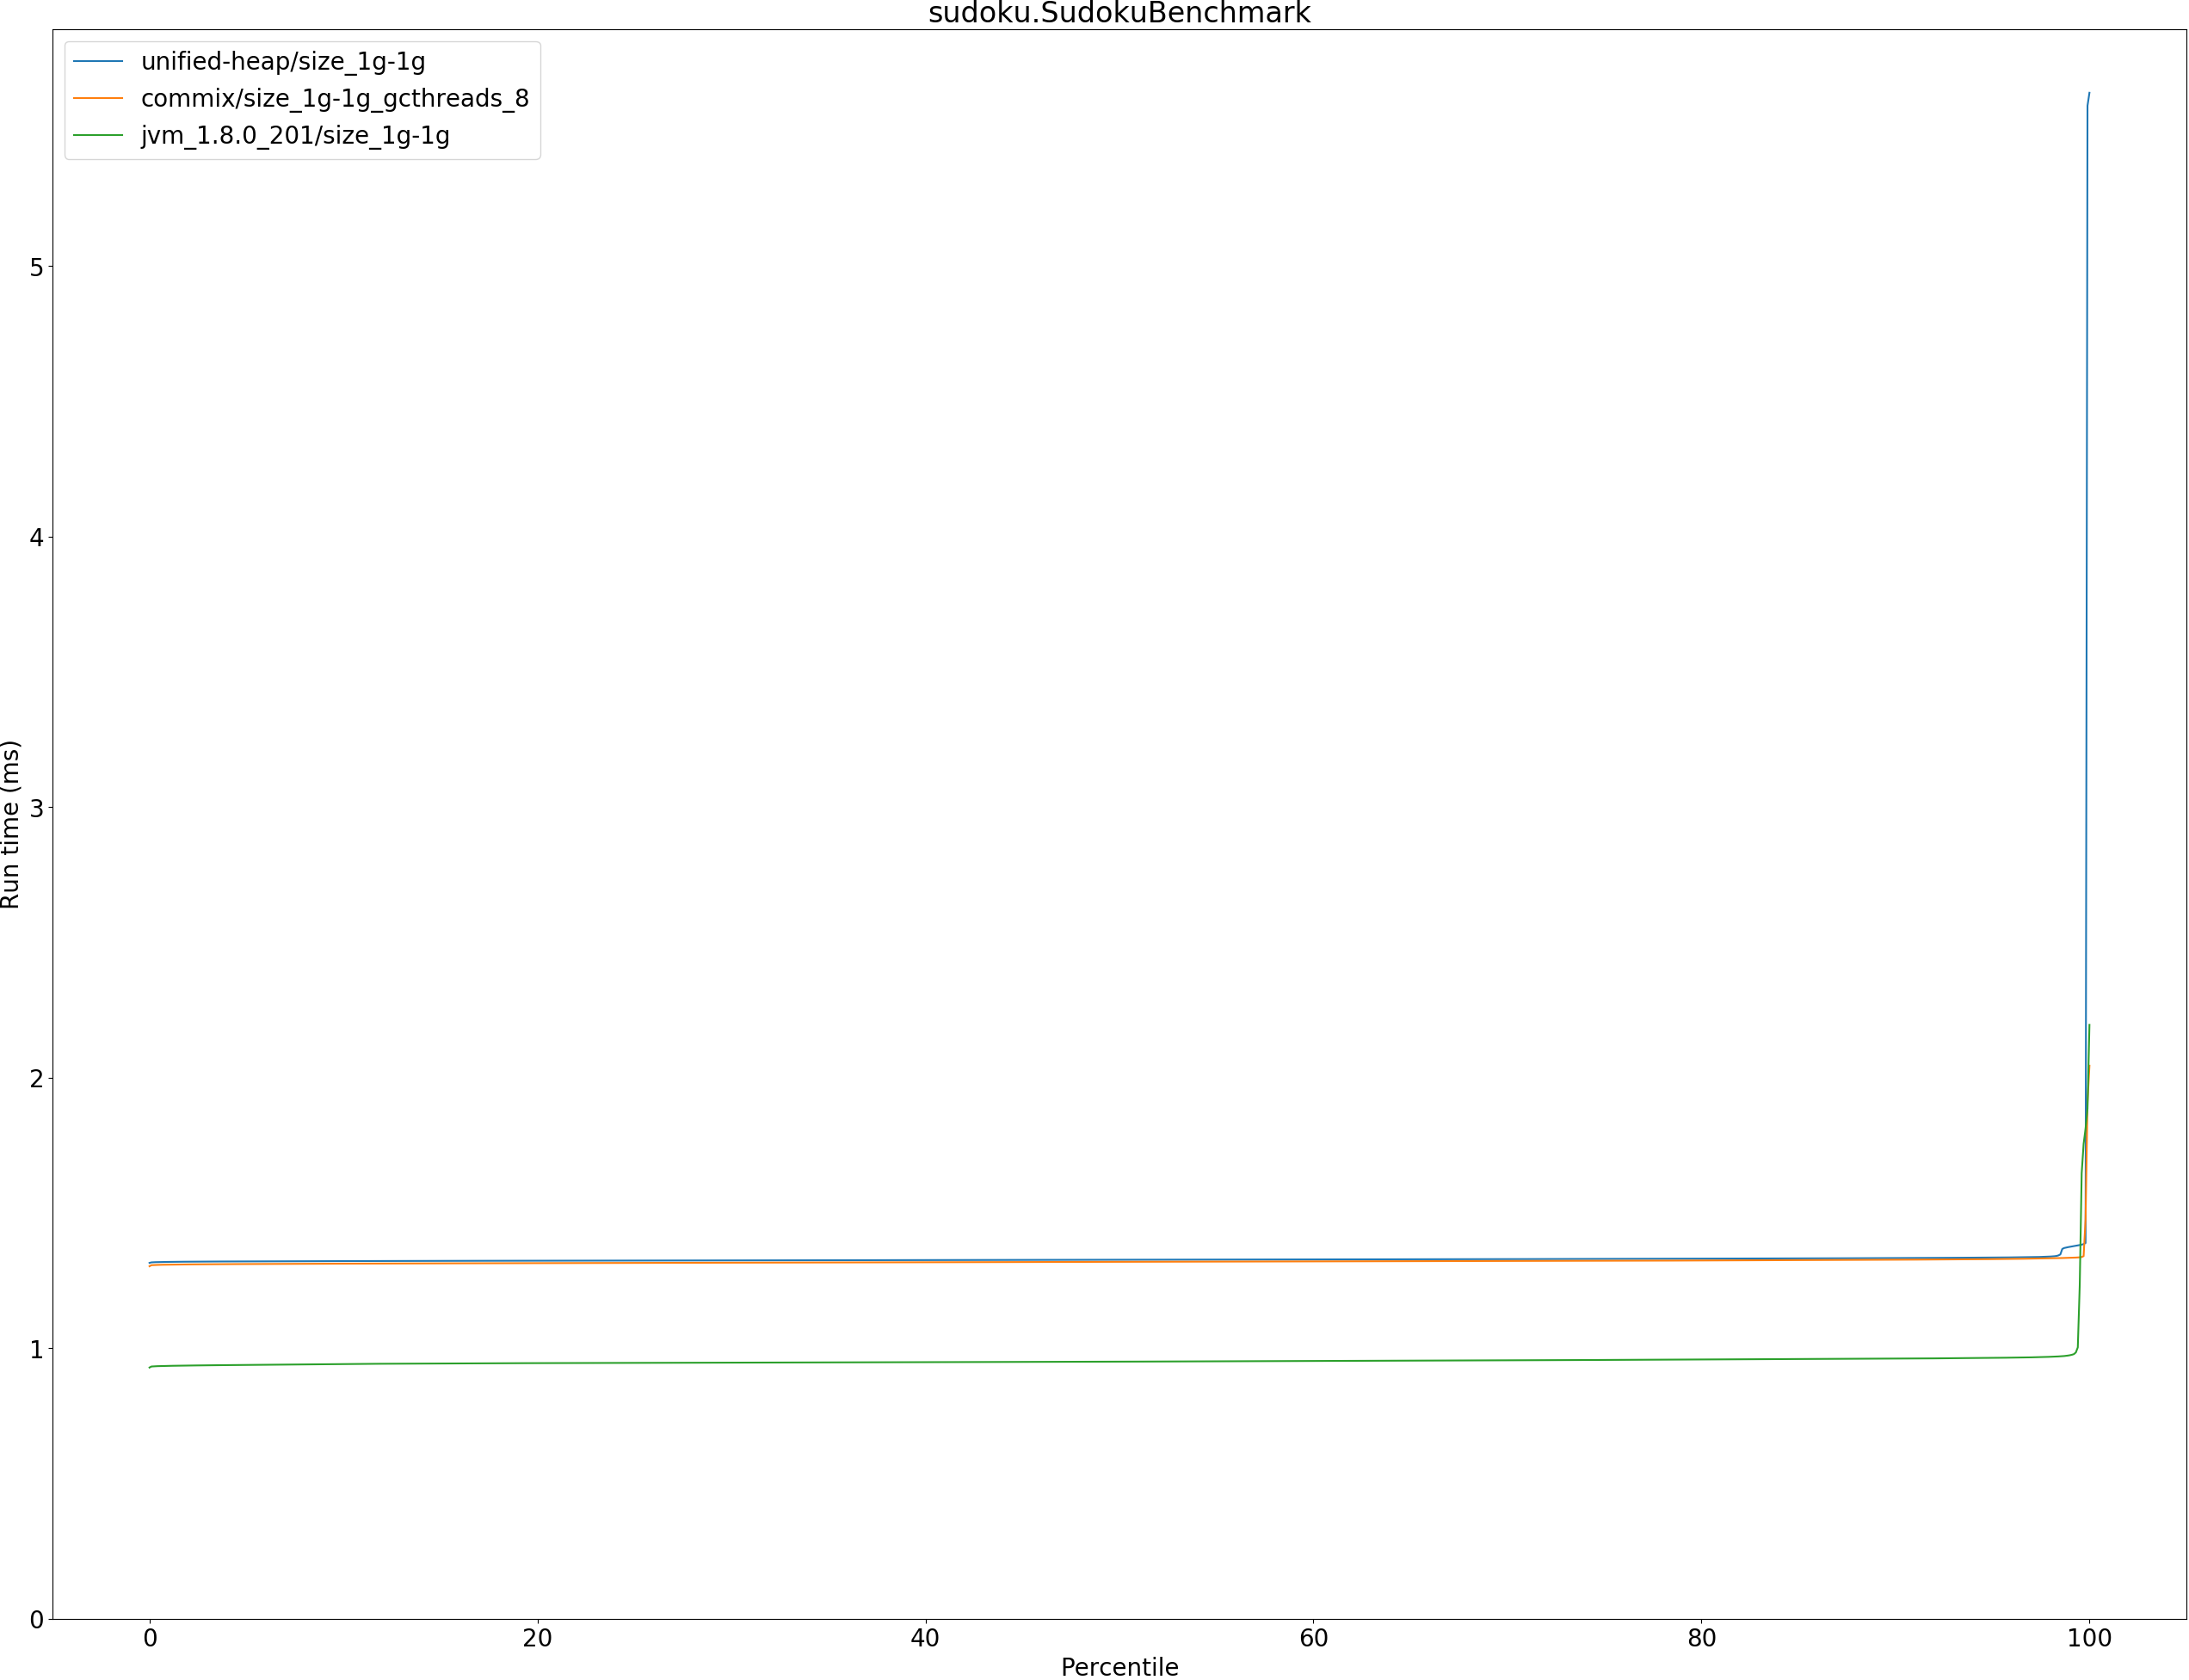 sudoku.SudokuBenchmark
unified-heap/size_1g-1g
commix/size_1g-1g_gcthreads_8
jvm_1.8.0_201/size_1g-1g
Run time (ms)
5
4
3
2
1
0
0 20 40 60 80 100
Percentile